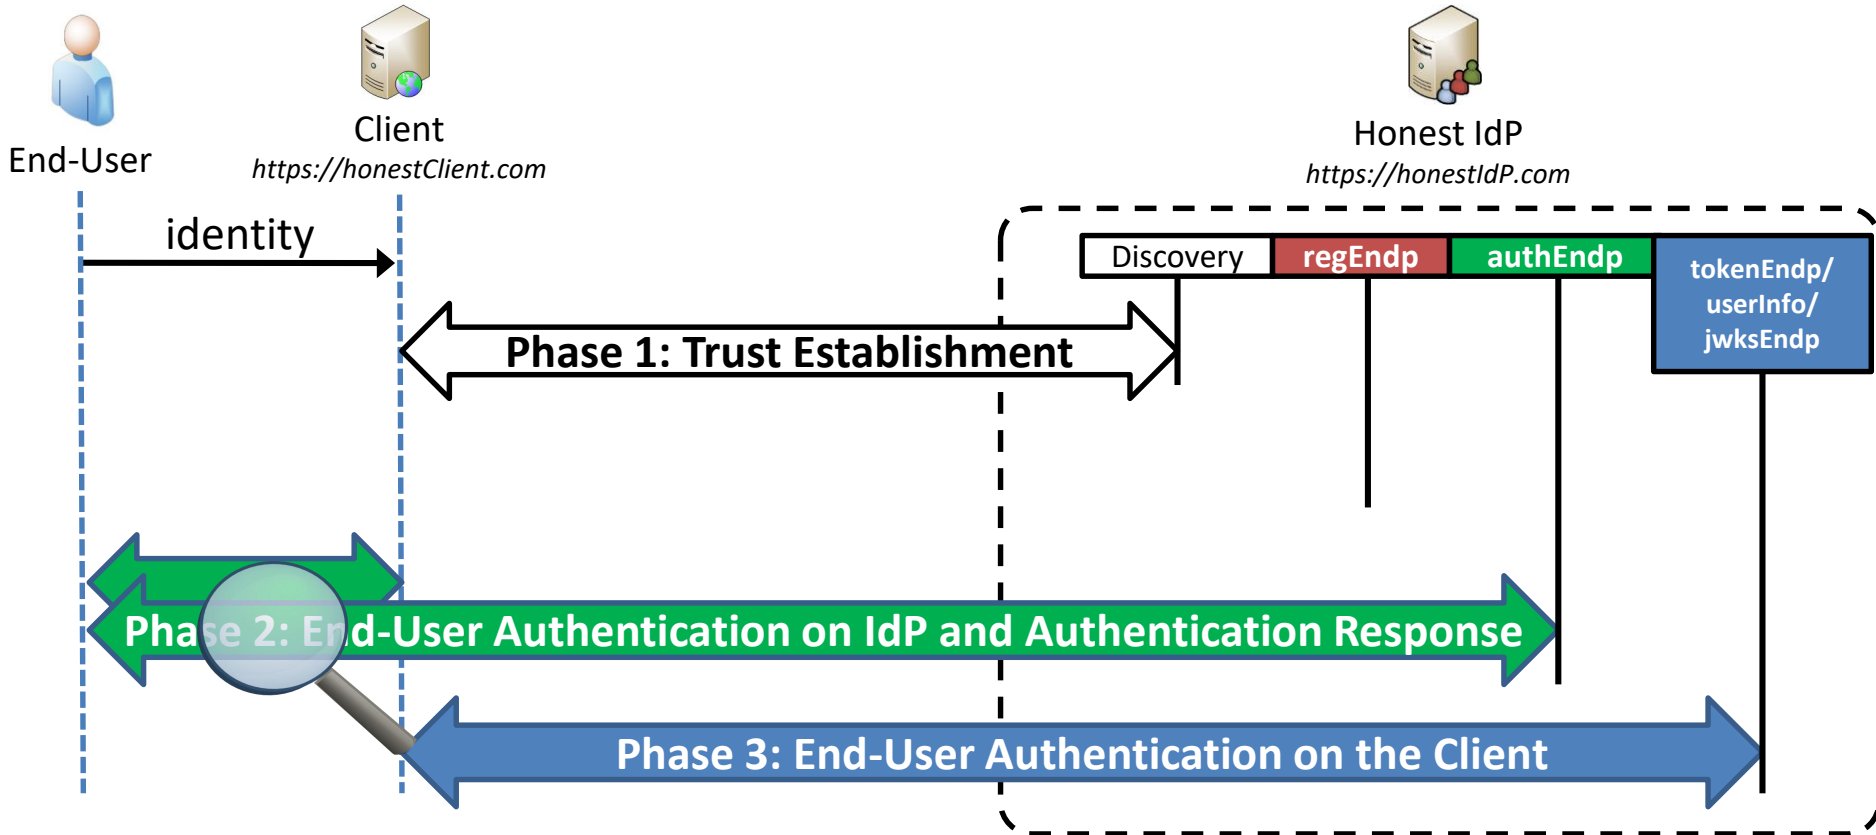 End-User
Client
https://honestClient.com
Honest IdP
https://honestIdP.com
identity
Discovery
regEndp
authEndp
tokenEndp/
userInfo/
jwksEndp
Phase 1: Trust Establishment
Phase 2: End-User Authentication on IdP and Authentication Response
Phase 3: End-User Authentication on the Client